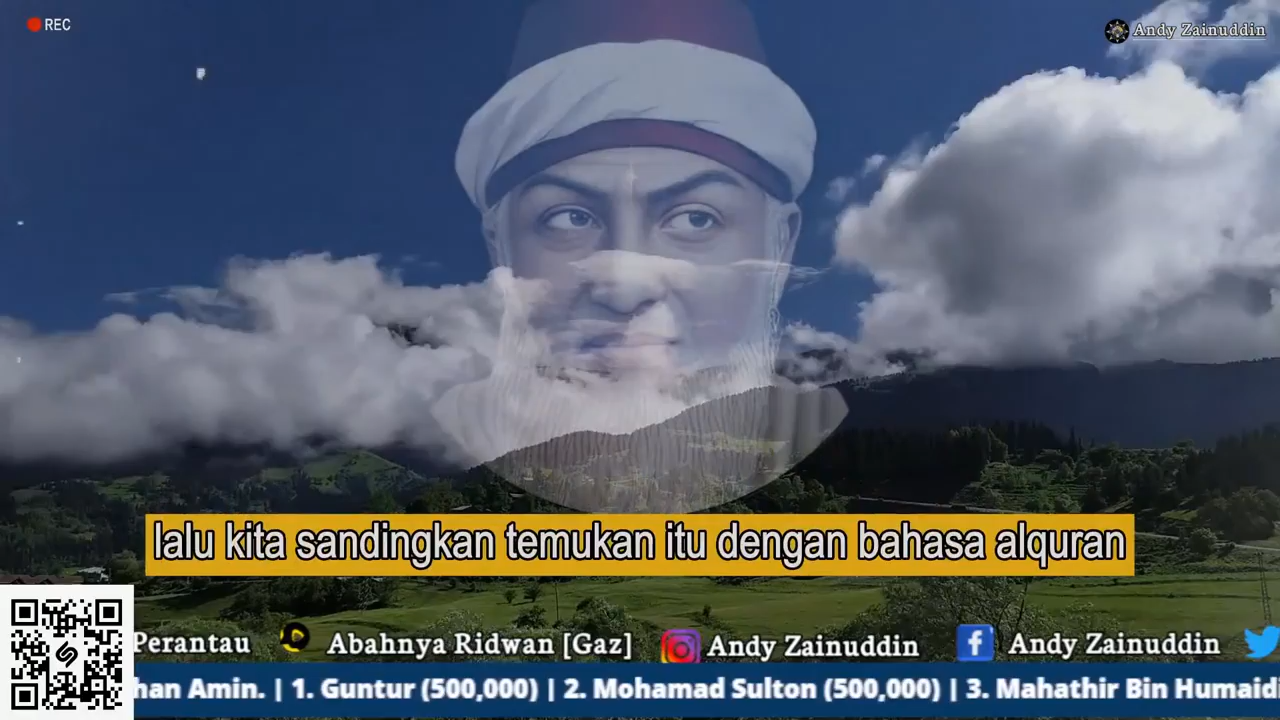 REC
Andy Zainuddin
lalu kita sandingkan temukan itu dengan bahasa alquran
Perantau Abahnya Ridwan [Gaz] Andy Zainuddin Andy Zainuddin
han Amin. | 1. Guntur (500,000) | 2. Mohamad Sulton (500,000) | 3. Mahathir Bin Humaidi